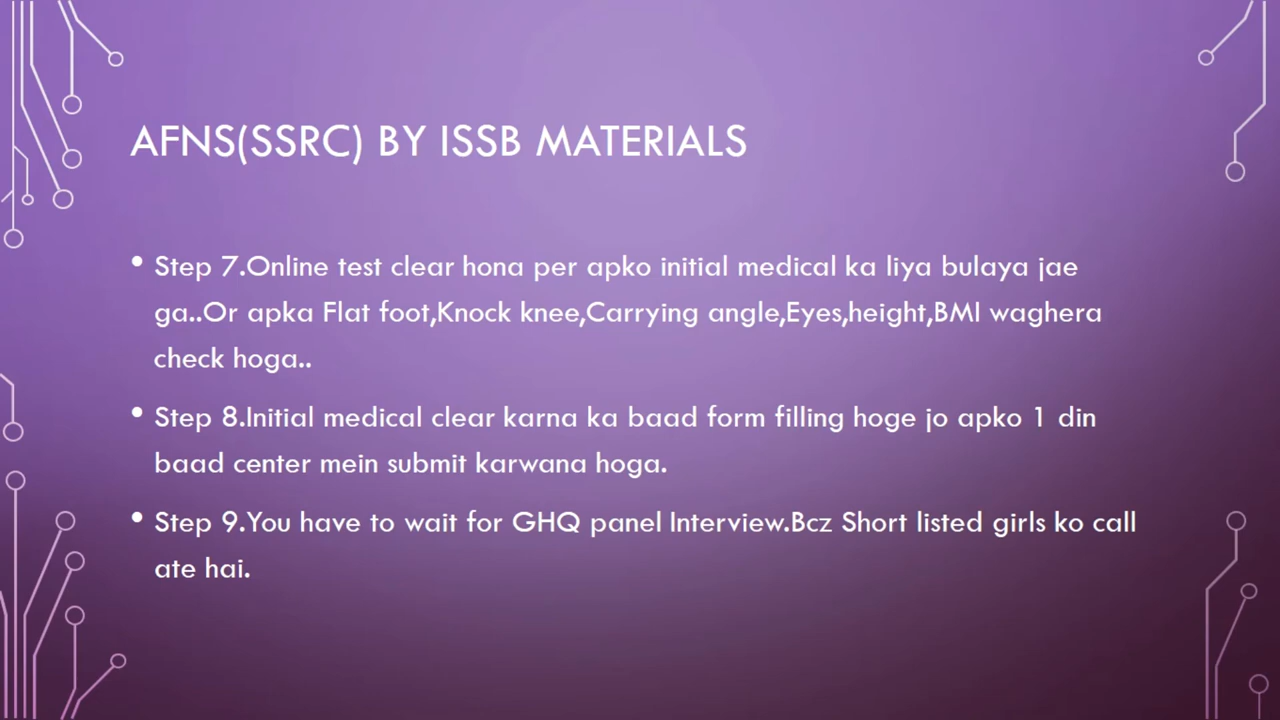 AFNS(SSRC) BY ISSB MATERIALS
• Step 7.Online test clear hona per apko initial medical ka liya bulaya jae
ga..Or apka Flat foot,Knock knee,Carrying angle,Eyes,height,BMI waghera
check hoga..
• Step 8.Initial medical clear karna ka baad form filling hoge jo apko 1 din
baad center mein submit karwana hoga.
• Step 9.You have to wait for GHQ panel Interview.Bcz Short listed girls ko call
ate hai.